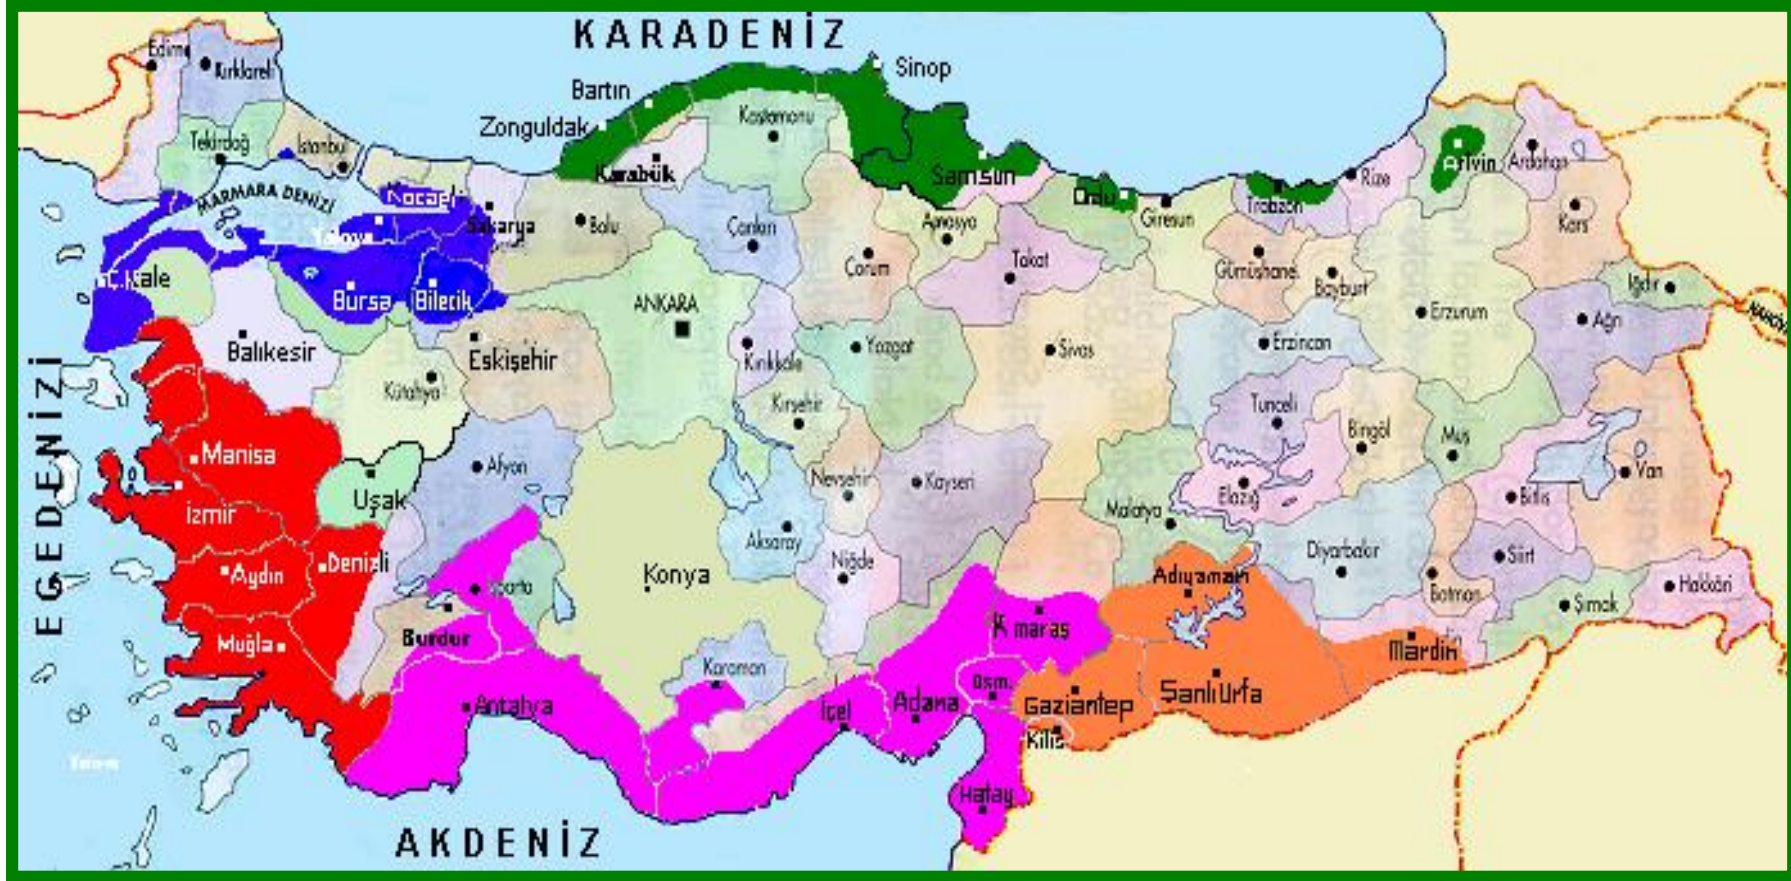 KARADENİZ
Edirne
Kırklareli
Sinop
Bartın
Zonguldak
Kastamonu
Tekirdağ
İstanbul
Karabük
Samsun
Artvin
Ardahan
Rize
MARMARA DENİZİ
Kocaeli
Sakarya
Bolu
Çankırı
Amasya
Ordu
Giresun
Trabzon
Kars
Yalova
Ç.Kale
Bursa
Bilecik
ANKARA
Çorum
Tokat
Gümüşhane
Bayburt
Erzurum
Iğdır
Ağrı
Balıkesir
Eskişehir
Kırıkkale
Yozgat
Sivas
Erzincan
EGEDENİZİ
Kütahya
Kırşehir
Tunceli
Bingöl
Muş
Manisa
Uşak
Afyon
Nevşehir
Kayseri
Elazığ
Bitlis
Van
izmir
Aksaray
Malatya
Diyarbakır
Siirt
Aydın
Denizli
Isparta
Konya
Niğde
Adıyaman
Batman
Şırnak
Hakkâri
Muğla
Burdur
Karaman
K maraş
Mardin
Antalya
İçel
Adana
Osm.
Gaziantep
ŞanlıUrfa
Kilis
Hatay
AKDENİZ